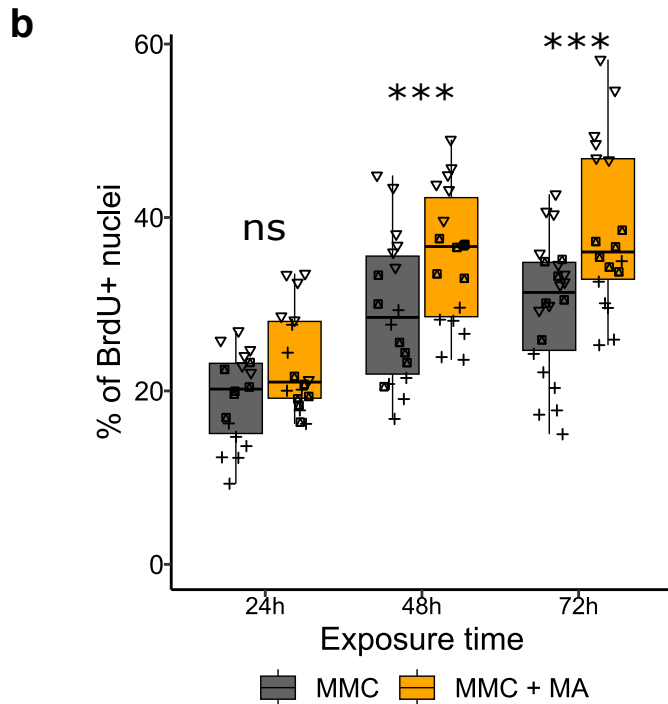 b
60
***
***
40
ns
20
0
% of BrdU+ nuclei
24h 48h 72h
Exposure time
MMC MMC + MA